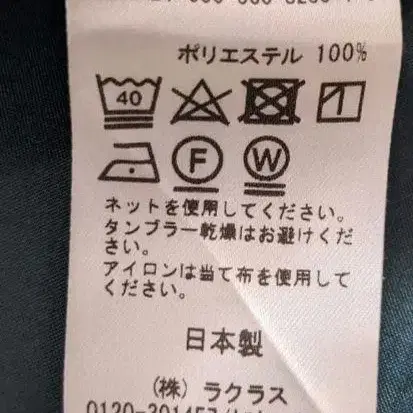 ポリエステル 100%
40
F W
ネットを使用してください。
タンブラー乾燥はお避けくだ
さい。
アイロンは当て布を使用して
ください。
日本製
(株) ラクラス